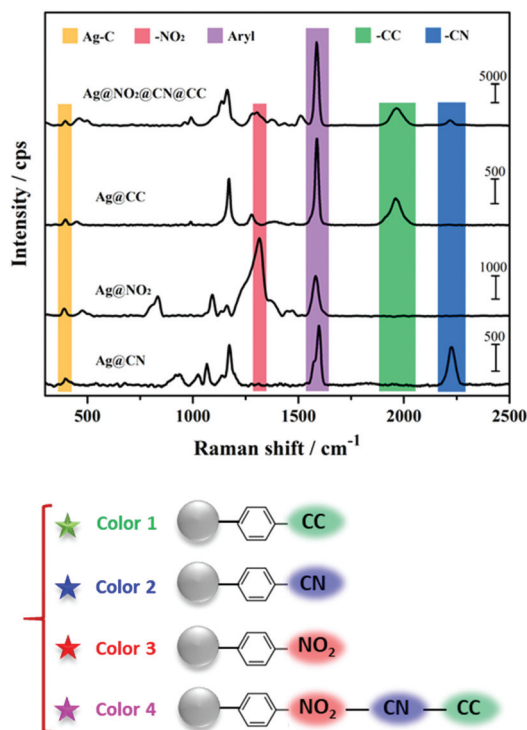 Ag-C -NO₂ Aryl -CC -CN
Ag@NO₂@CN@CC
5000
Ag@CC
500
Ag@NO₂
1000
Ag@CN
500
Intensity / cps
500 1000 1500 2000 2500
Raman shift / cm⁻¹
Color 1 CC
Color 2 CN
Color 3 NO₂
Color 4 NO₂ CN CC